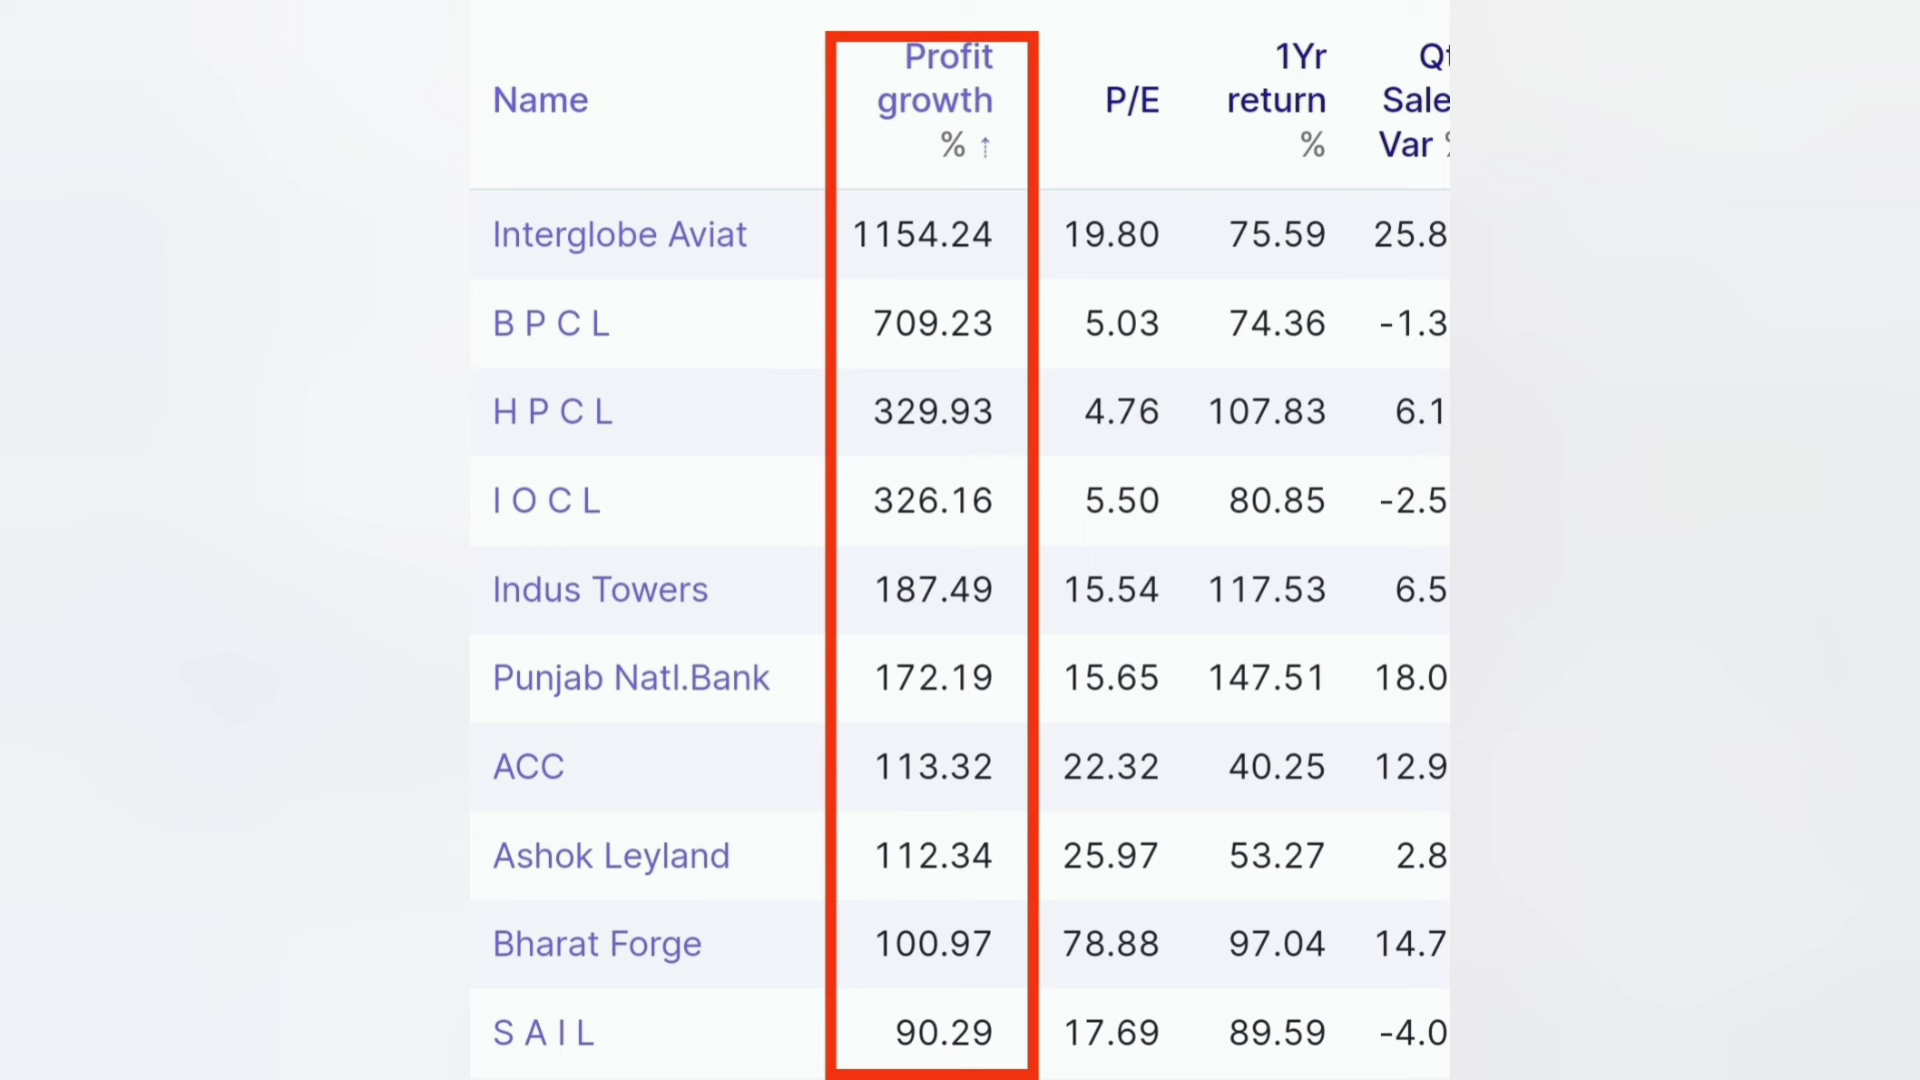 Name Profit growth % ↑ P/E 1Yr return % Sale Var
Interglobe Aviat 1154.24 19.80 75.59 25.8
B P C L 709.23 5.03 74.36 -1.3
H P C L 329.93 4.76 107.83 6.1
I O C L 326.16 5.50 80.85 -2.5
Indus Towers 187.49 15.54 117.53 6.5
Punjab Natl.Bank 172.19 15.65 147.51 18.0
ACC 113.32 22.32 40.25 12.9
Ashok Leyland 112.34 25.97 53.27 2.8
Bharat Forge 100.97 78.88 97.04 14.7
S A I L 90.29 17.69 89.59 -4.0